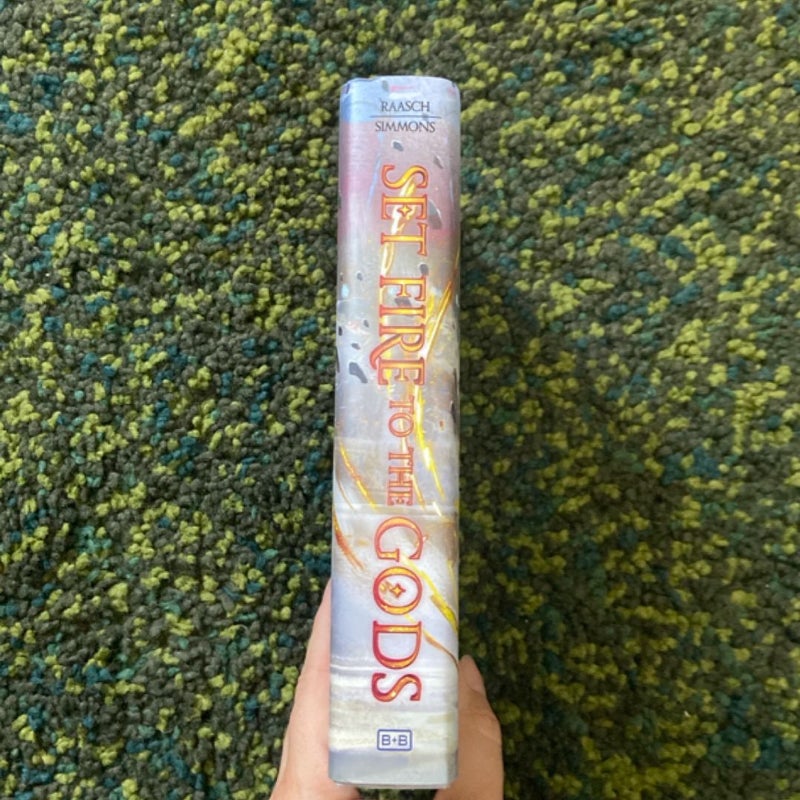 RAASCH
SIMMONS
SET FIRE TO THE GODS
B+B